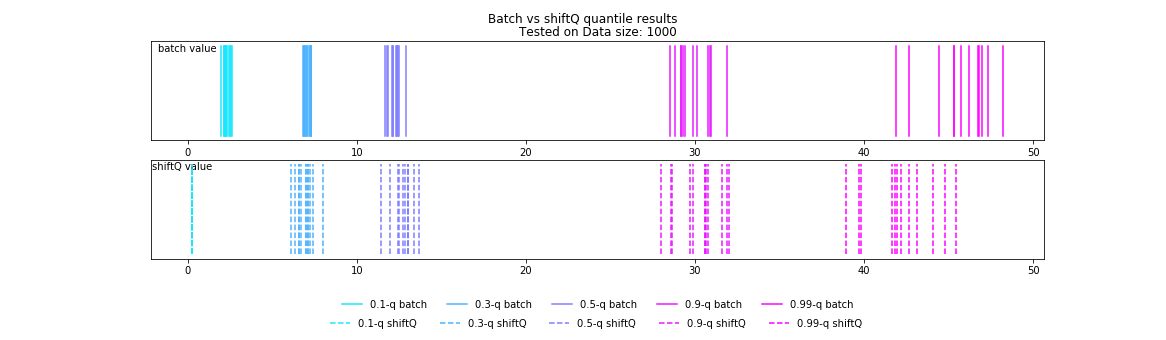 Batch vs shiftQ quantile results
Tested on Data size: 1000
batch value
0 10 20 30 40 50
shiftQ value
0 10 20 30 40 50
0.1-q batch 0.3-q batch 0.5-q batch 0.9-q batch 0.99-q batch
0.1-q shiftQ 0.3-q shiftQ 0.5-q shiftQ 0.9-q shiftQ 0.99-q shiftQ